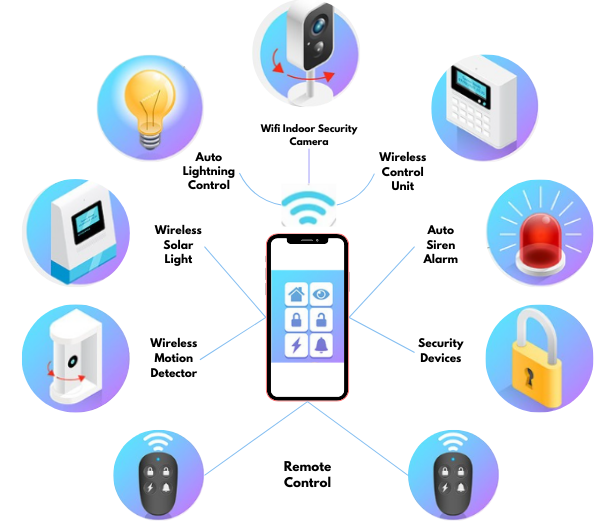 Wifi Indoor Security
Camera
Auto
Lightning
Control
Wireless
Control
Unit
Wireless
Solar
Light
Auto
Siren
Alarm
Wireless
Motion
Detector
Security
Devices
Remote
Control